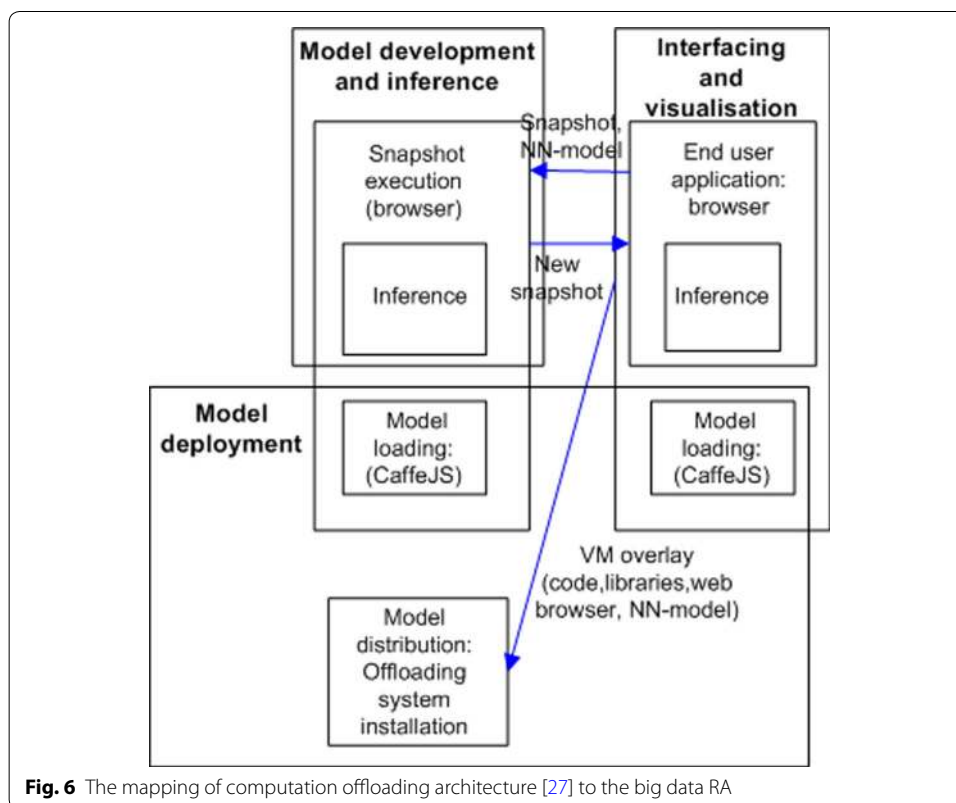 Model development
and inference
Interfacing
and
visualisation
Snapshot,
NN-model
Snapshot
execution
(browser)
End user
application:
browser
New
snapshot
Inference
Inference
Model
deployment
Model
loading:
(CaffeJS)
Model
loading:
(CaffeJS)
VM overlay
(code,libraries,web
browser, NN-model)
Model
distribution:
Offloading
system
installation
Fig. 6 The mapping of computation offloading architecture [27] to the big data RA